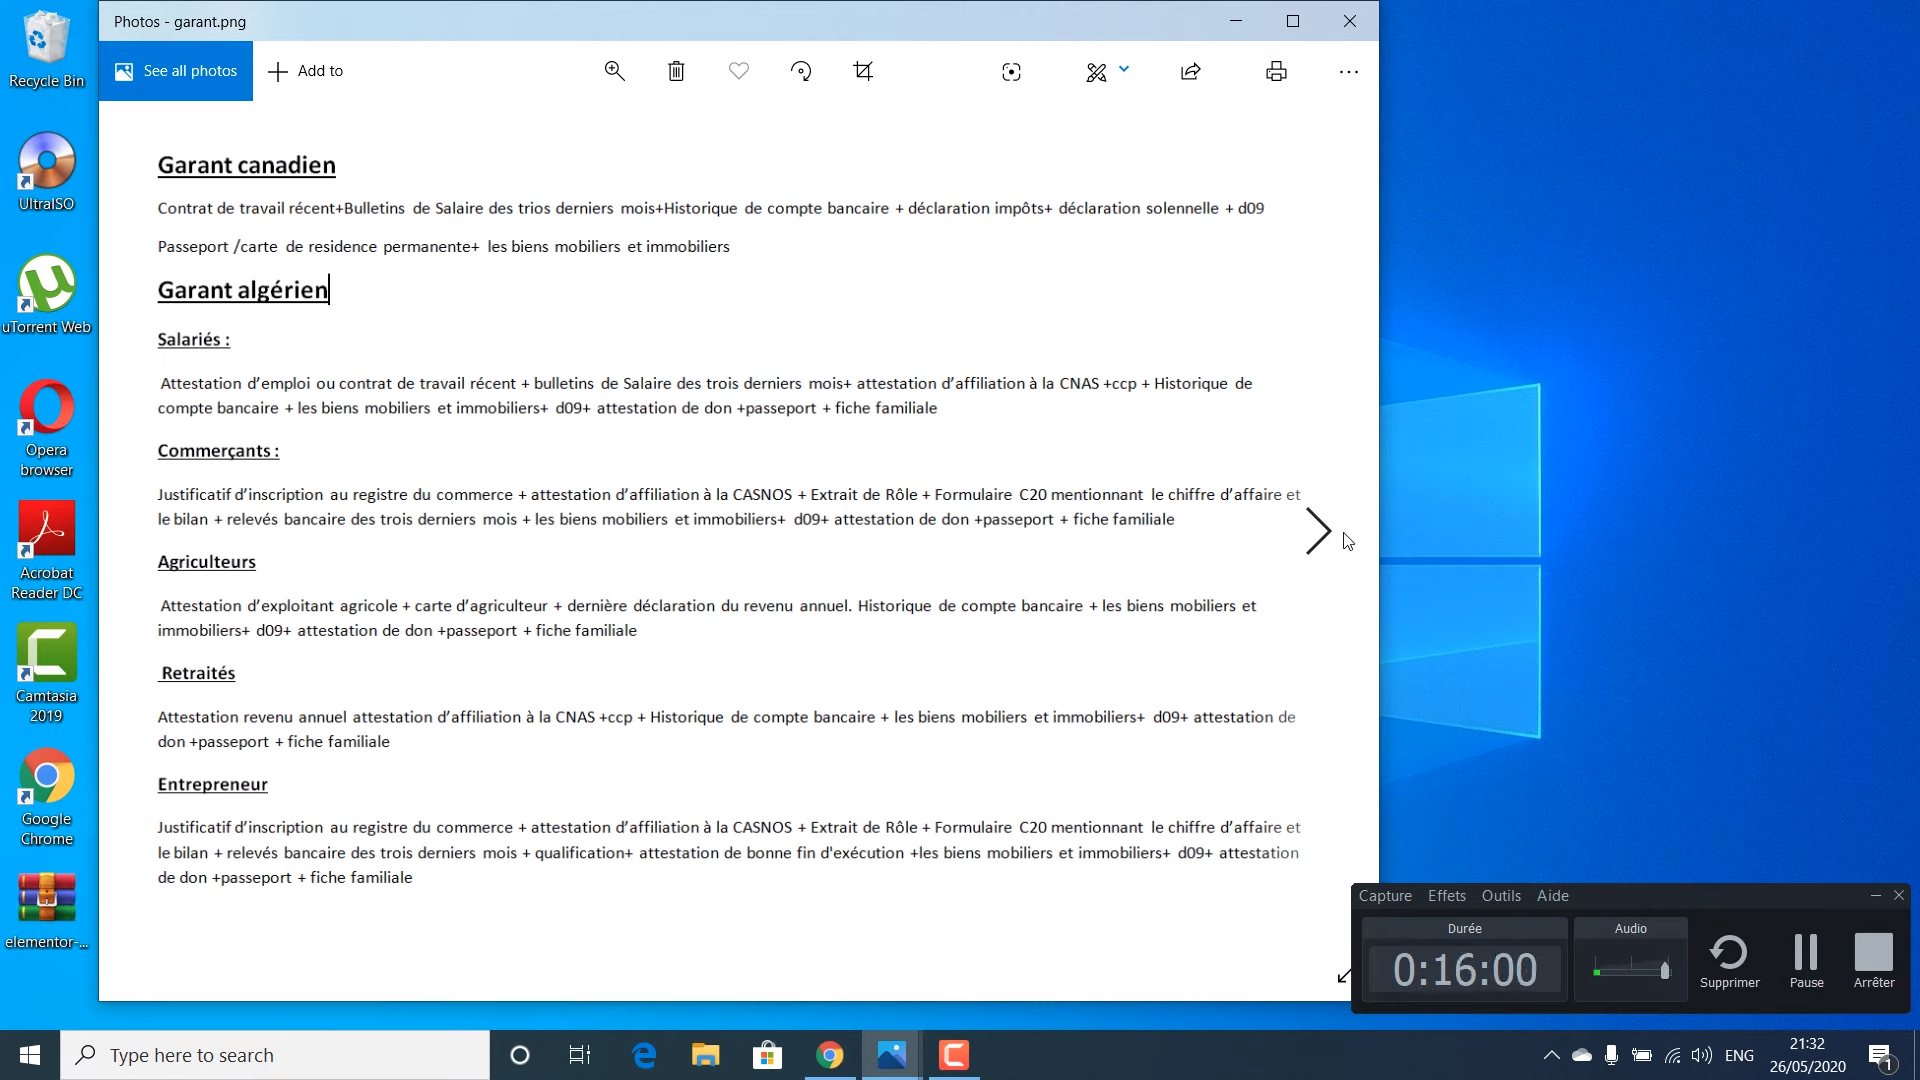 Photos - garant.png
See all photos
Add to
Recycle Bin
UltraISO
uTorrent Web
Opera
browser
Acrobat
Reader DC
Camtasia
2019
Google
Chrome
elementor-...
Garant canadien
Contrat de travail récent+Bulletins de Salaire des trios derniers mois+Historique de compte bancaire + déclaration impôts+ déclaration solennelle + d09
Passeport /carte de residence permanente+ les biens mobiliers et immobiliers
Garant algérien
Salariés :
Attestation d’emploi ou contrat de travail récent + bulletins de Salaire des trois derniers mois+ attestation d’affiliation à la CNAS +ccp + Historique de
compte bancaire + les biens mobiliers et immobiliers+ d09+ attestation de don +passeport + fiche familiale
Commerçants :
Justificatif d’inscription au registre du commerce + attestation d’affiliation à la CASNOS + Extrait de Rôle + Formulaire C20 mentionnant le chiffre d’affaire et
le bilan + relevés bancaire des trois derniers mois + les biens mobiliers et immobiliers+ d09+ attestation de don +passeport + fiche familiale
Agriculteurs
Attestation d’exploitant agricole + carte d’agriculteur + dernière déclaration du revenu annuel. Historique de compte bancaire + les biens mobiliers et
immobiliers+ d09+ attestation de don +passeport + fiche familiale
Retraités
Attestation revenu annuel attestation d’affiliation à la CNAS +ccp + Historique de compte bancaire + les biens mobiliers et immobiliers+ d09+ attestation de
don +passeport + fiche familiale
Entrepreneur
Justificatif d’inscription au registre du commerce + attestation d’affiliation à la CASNOS + Extrait de Rôle + Formulaire C20 mentionnant le chiffre d’affaire et
le bilan + relevés bancaire des trois derniers mois + qualification+ attestation de bonne fin d'exécution +les biens mobiliers et immobiliers+ d09+ attestation
de don +passeport + fiche familiale
Capture Effets Outils Aide
Durée
Audio
0:16:00
Supprimer
Pause
Arrêter
Type here to search
ENG
21:32
26/05/2020
1